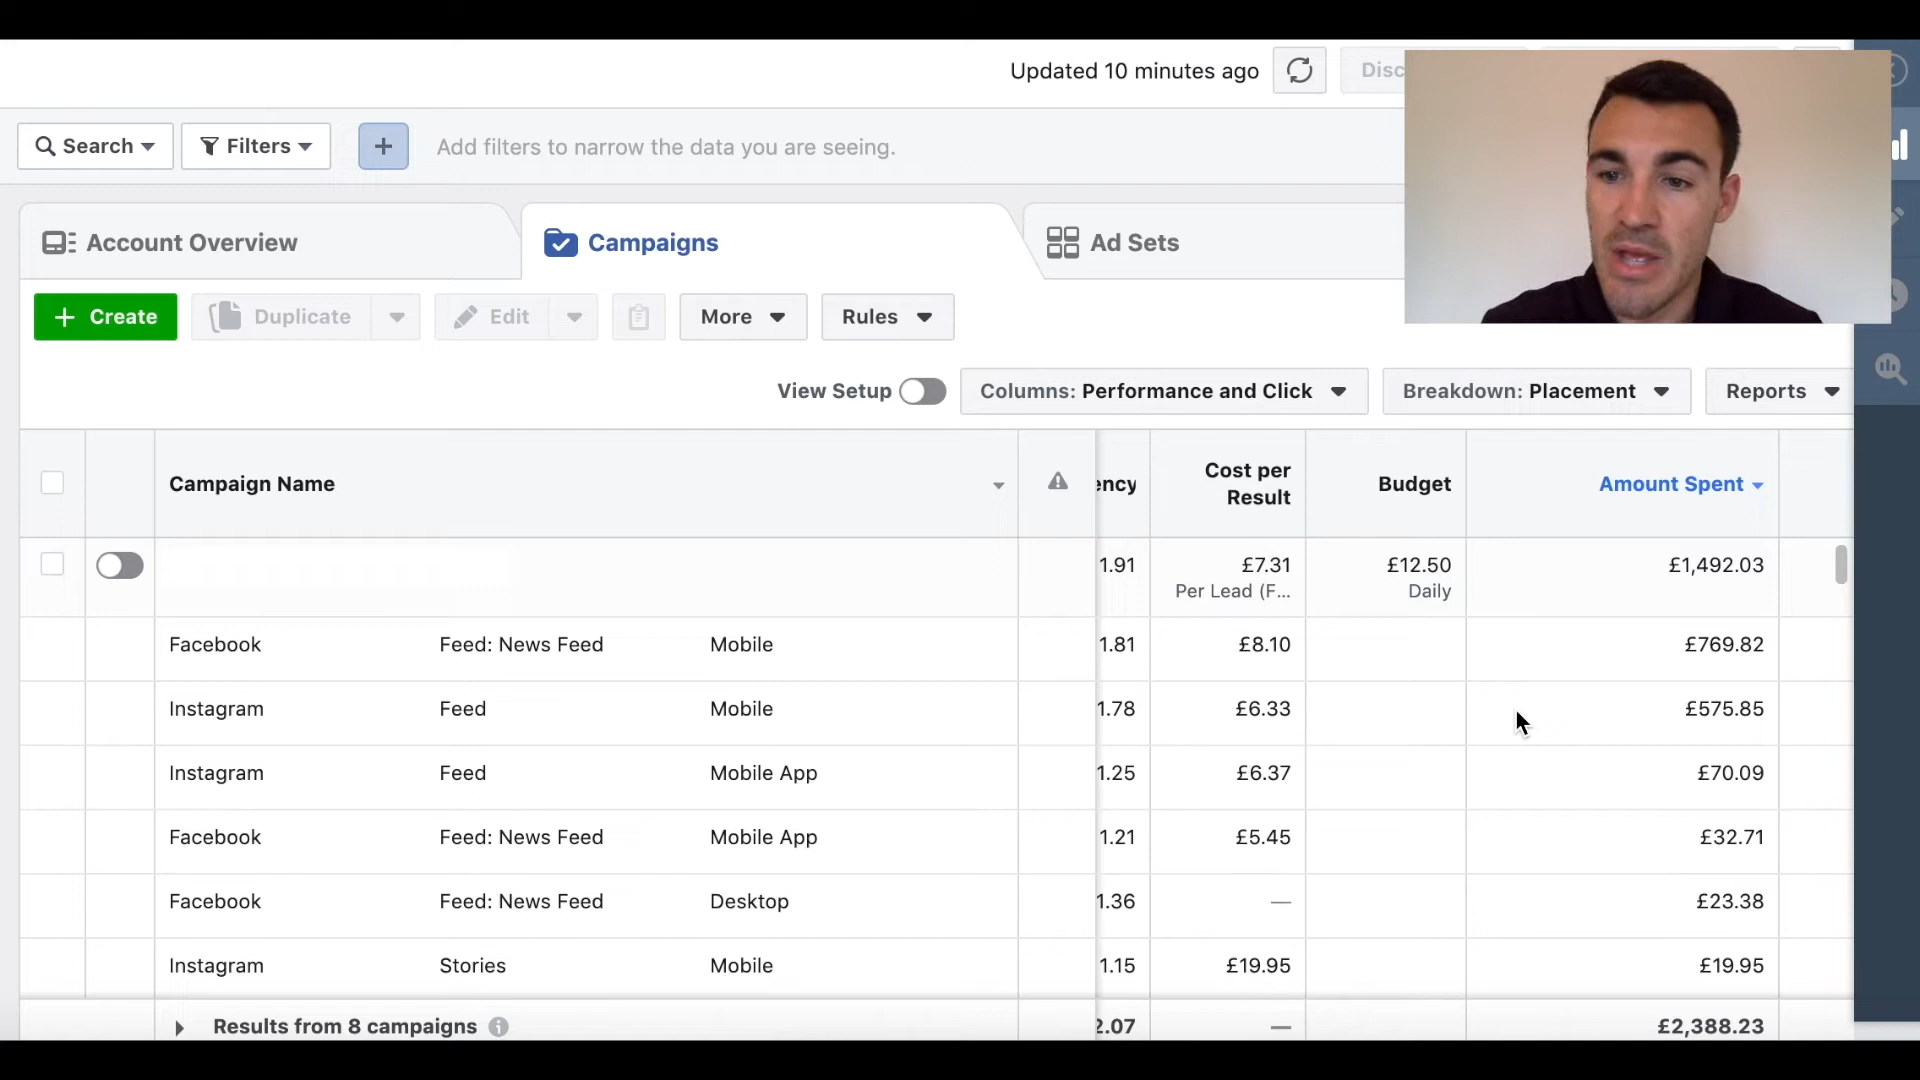 Updated 10 minutes ago
Disc
Search
Filters
+
Add filters to narrow the data you are seeing.
Account Overview
Campaigns
Ad Sets
+ Create
Duplicate
Edit
More
Rules
View Setup
Columns: Performance and Click
Breakdown: Placement
Reports
Campaign Name
ency
Cost per
Result
Budget
Amount Spent
1.91
£7.31
Per Lead (F...
£12.50
Daily
£1,492.03
Facebook Feed: News Feed Mobile 1.81 £8.10 £769.82
Instagram Feed Mobile 1.78 £6.33 £575.85
Instagram Feed Mobile App 1.25 £6.37 £70.09
Facebook Feed: News Feed Mobile App 1.21 £5.45 £32.71
Facebook Feed: News Feed Desktop 1.36 — £23.38
Instagram Stories Mobile 1.15 £19.95 £19.95
Results from 8 campaigns 2.07 — £2,388.23